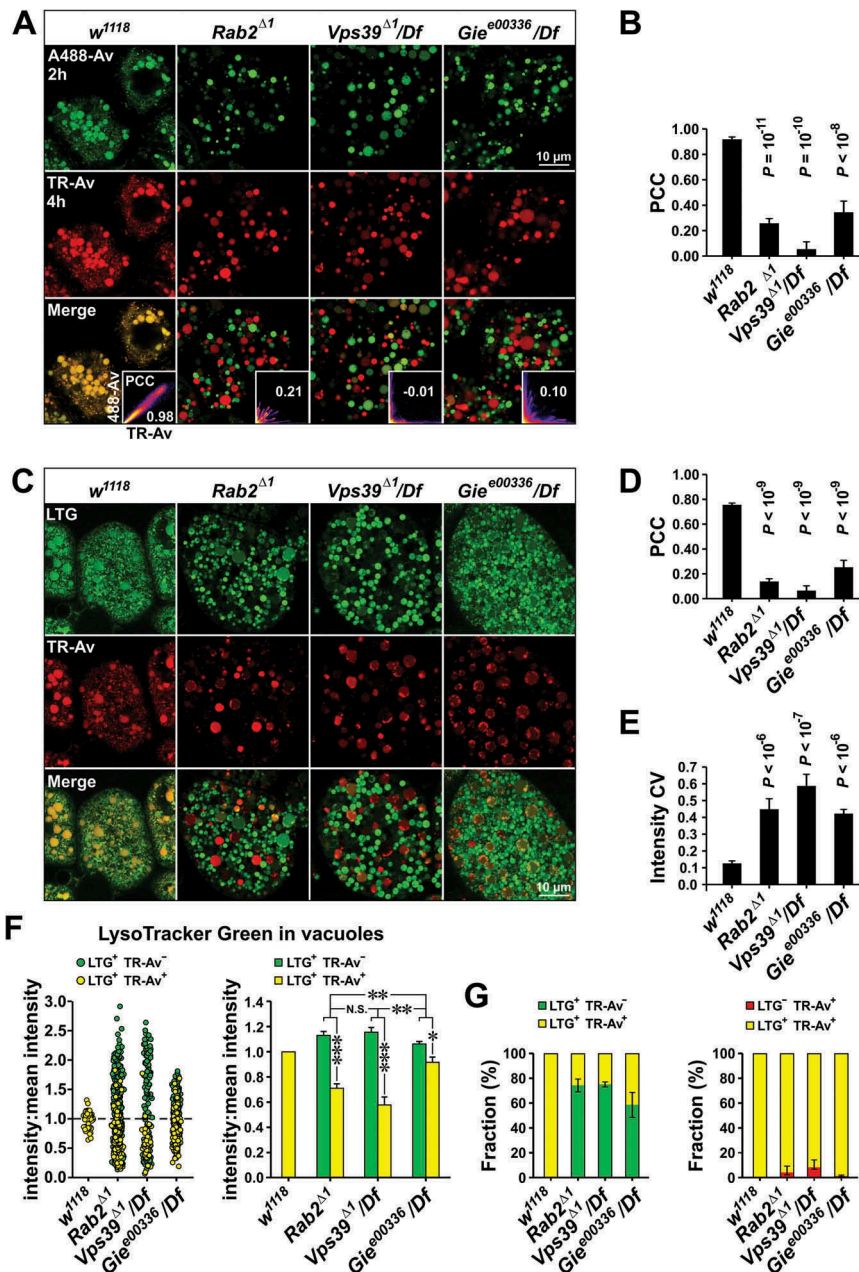 A
w1118
Rab2Δ1
Vps39Δ1/Df
Giee00336/Df
A488-Av
2h
10 μm
TR-Av
4h
Merge
488-Av
PCC
0.98
TR-Av
0.21
-0.01
0.10
B
PCC
1.00
0.80
0.60
0.40
0.20
0.00
P = 10-11
P = 10-10
P < 10-8
w1118
Rab2Δ1
Vps39Δ1/Df
Giee00336/Df
C
w1118
Rab2Δ1
Vps39Δ1/Df
Giee00336/Df
LTG
TR-Av
Merge
10 μm
D
PCC
1.00
0.80
0.60
0.40
0.20
0.00
P < 10-9
P < 10-9
P < 10-9
w1118
Rab2Δ1
Vps39Δ1/Df
Giee00336/Df
E
Intensity CV
0.7
0.6
0.5
0.4
0.3
0.2
0.1
0.0
P < 10-6
P < 10-7
P < 10-6
w1118
Rab2Δ1
Vps39Δ1/Df
Giee00336/Df
F
LysoTracker Green in vacuoles
LTG+ TR-Av−
LTG+ TR-Av+
intensity:mean intensity
3.0
2.5
2.0
1.5
1.0
0.5
0.0
w1118
Rab2Δ1
Vps39Δ1/Df
Giee00336/Df
LTG+ TR-Av−
LTG+ TR-Av+
intensity:mean intensity
1.4
1.2
1.0
0.8
0.6
0.4
0.2
0.0
**
N.S.
**
***
***
*
w1118
Rab2Δ1
Vps39Δ1/Df
Giee00336/Df
G
LTG+ TR-Av−
LTG+ TR-Av+
Fraction (%)
100
80
60
40
20
0
w1118
Rab2Δ1
Vps39Δ1/Df
Giee00336/Df
LTG− TR-Av+
LTG+ TR-Av+
Fraction (%)
100
80
60
40
20
0
w1118
Rab2Δ1
Vps39Δ1/Df
Giee00336/Df